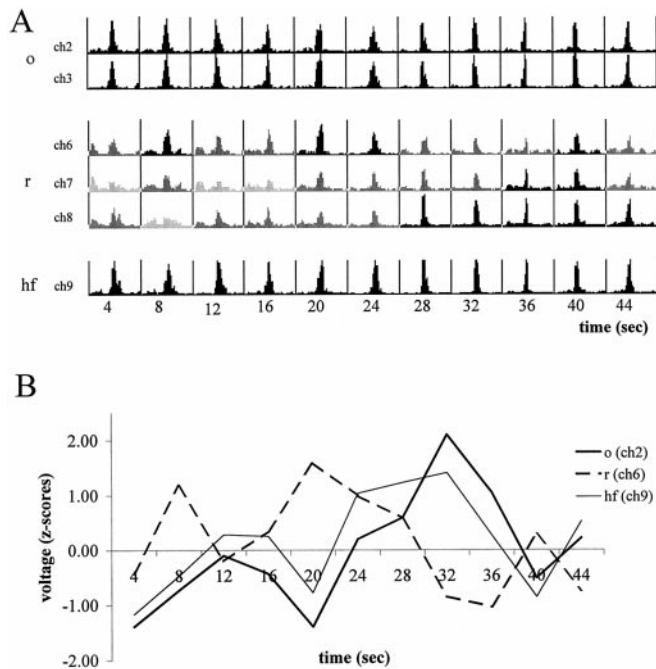 A
o
ch2
ch3
r
ch6
ch7
ch8
hf
ch9
4 8 12 16 20 24 28 32 36 40 44
time (sec)
B
voltage (z-scores)
2.00
1.00
0.00
-1.00
-2.00
4 8 12 16 20 24 28 32 36 40 44
time (sec)
o (ch2)
r (ch6)
hf (ch9)